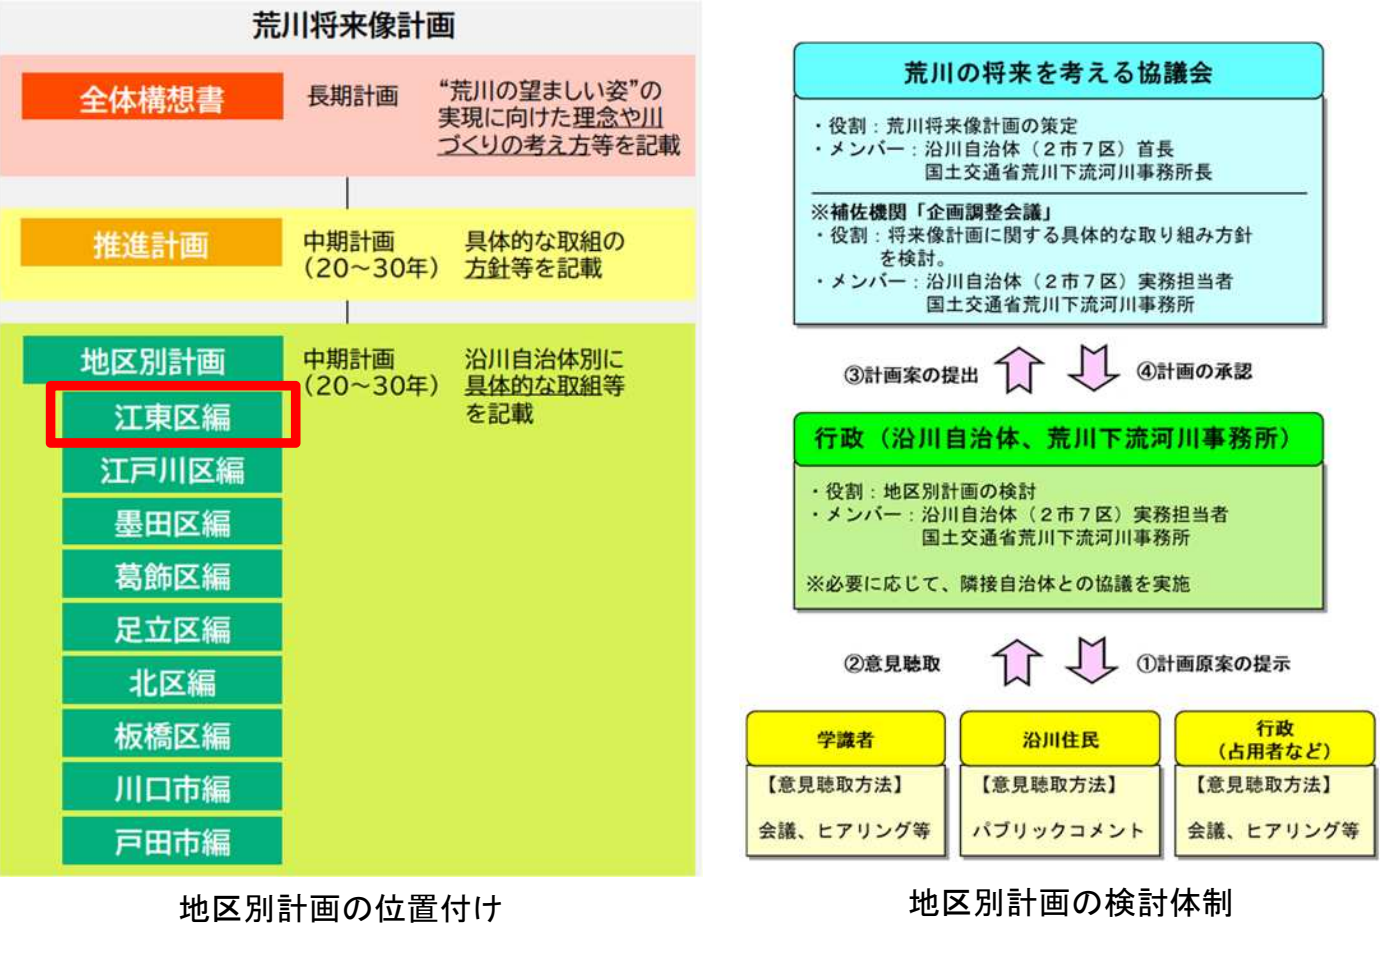 荒川将来像計画
全体構想書
長期計画
“荒川の望ましい姿”の
実現に向けた理念や川
づくりの考え方等を記載
推進計画
中期計画
（20～30年）
具体的な取組の
方針等を記載
地区別計画
中期計画
（20～30年）
沿川自治体別に
具体的な取組等
を記載
江東区編
江戸川区編
墨田区編
葛飾区編
足立区編
北区編
板橋区編
川口市編
戸田市編
地区別計画の位置付け
荒川の将来を考える協議会
・役割：荒川将来像計画の策定
・メンバー：沿川自治体（２市７区）首長
国土交通省荒川下流河川事務所長
※補佐機関「企画調整会議」
・役割：将来像計画に関する具体的な取り組み方針
を検討。
・メンバー：沿川自治体（２市７区）実務担当者
国土交通省荒川下流河川事務所
③計画案の提出
④計画の承認
行政（沿川自治体、荒川下流河川事務所）
・役割：地区別計画の検討
・メンバー：沿川自治体（２市７区）実務担当者
国土交通省荒川下流河川事務所
※必要に応じて、隣接自治体との協議を実施
②意見聴取
①計画原案の提示
学識者
【意見聴取方法】
会議、ヒアリング等
沿川住民
【意見聴取方法】
パブリックコメント
行政
（占用者など）
【意見聴取方法】
会議、ヒアリング等
地区別計画の検討体制